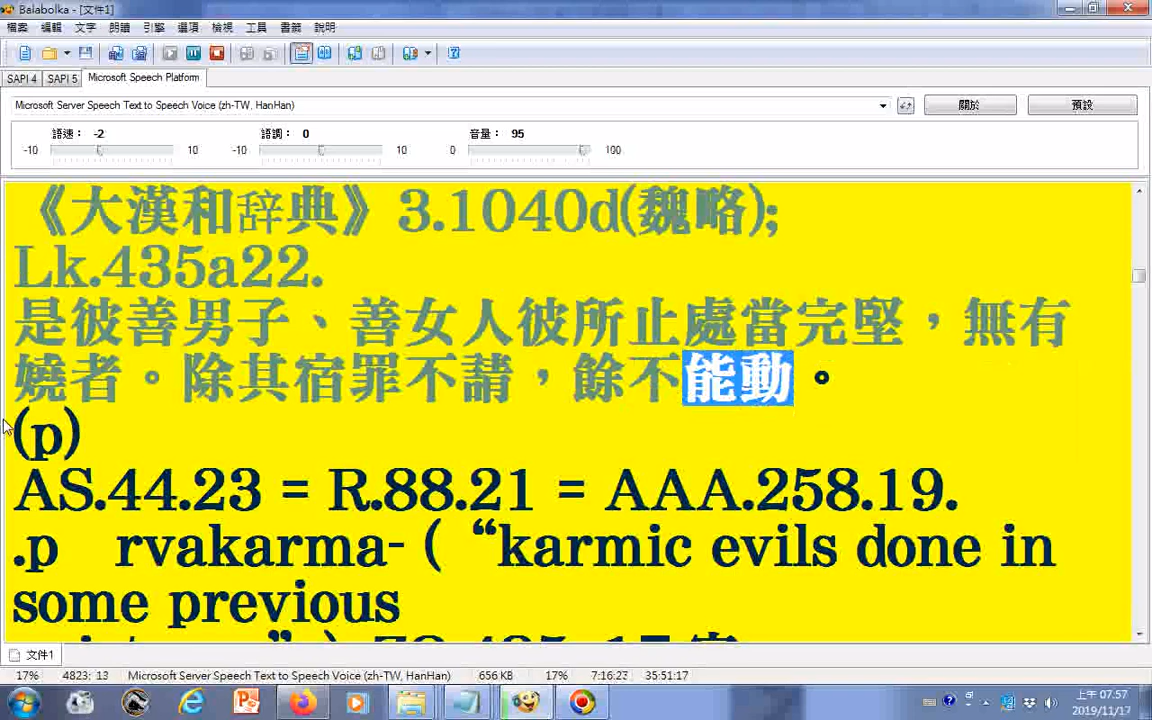 Balabolka - [文件1]
檔案 編輯 文字 朗讀 引擎 選項 檢視 工具 書籤 說明
SAPI 4 SAPI 5 Microsoft Speech Platform
Microsoft Server Speech Text to Speech Voice (zh-TW, HanHan) 關於 預設
語速： -2 語調： 0 音量： 95
-10 10 -10 10 0 100
《大漢和辞典》3.1040d(魏略);
Lk.435a22.
是彼善男子、善女人彼所止處當完堅，無有
嬈者。除其宿罪不請，餘不能動。
(p)
AS.44.23 = R.88.21 = AAA.258.19.
.p rvakarma- ( “karmic evils done in
some previous
文件1
17% 4823: 13 Microsoft Server Speech Text to Speech Voice (zh-TW, HanHan) 656 KB 17% 7:16:23 35:51:17
上午 07:57
2019/11/17